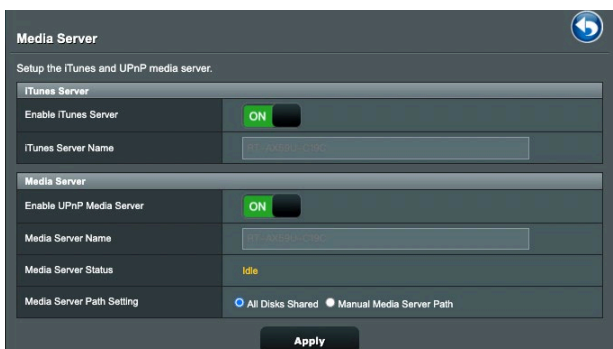 Media Server
Setup the iTunes and UPnP media server.
iTunes Server
Enable iTunes Server ON
iTunes Server Name
Media Server
Enable UPnP Media Server ON
Media Server Name
Media Server Status Idle
Media Server Path Setting All Disks Shared Manual Media Server Path
Apply